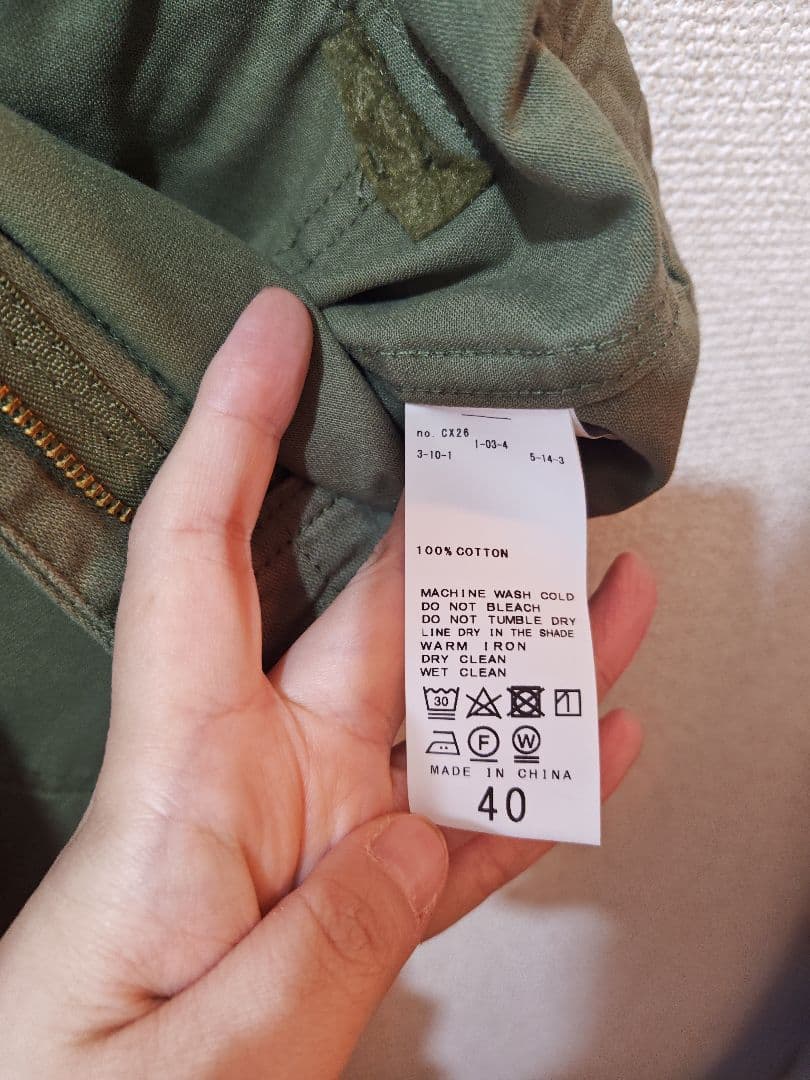 no. CX26
1-03-4
3-10-1 5-14-3
100% COTTON
MACHINE WASH COLD
DO NOT BLEACH
DO NOT TUMBLE DRY
LINE DRY IN THE SHADE
WARM IRON
DRY CLEAN
WET CLEAN
30
F W
MADE IN CHINA
40